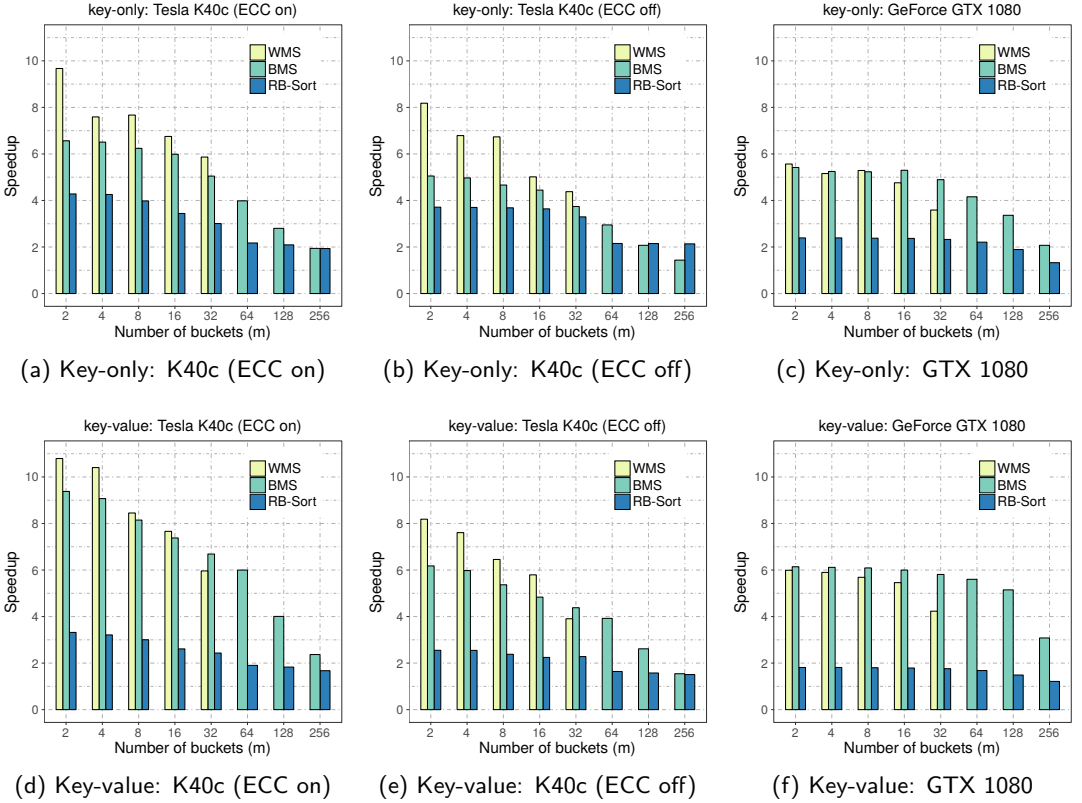 key-only: Tesla K40c (ECC on)
WMS
BMS
RB-Sort
Speedup
10
8
6
4
2
0
2 4 8 16 32 64 128 256
Number of buckets (m)
(a) Key-only: K40c (ECC on)
key-only: Tesla K40c (ECC off)
WMS
BMS
RB-Sort
Speedup
10
8
6
4
2
0
2 4 8 16 32 64 128 256
Number of buckets (m)
(b) Key-only: K40c (ECC off)
key-only: GeForce GTX 1080
WMS
BMS
RB-Sort
Speedup
10
8
6
4
2
0
2 4 8 16 32 64 128 256
Number of buckets (m)
(c) Key-only: GTX 1080
key-value: Tesla K40c (ECC on)
WMS
BMS
RB-Sort
Speedup
10
8
6
4
2
0
2 4 8 16 32 64 128 256
Number of buckets (m)
(d) Key-value: K40c (ECC on)
key-value: Tesla K40c (ECC off)
WMS
BMS
RB-Sort
Speedup
10
8
6
4
2
0
2 4 8 16 32 64 128 256
Number of buckets (m)
(e) Key-value: K40c (ECC off)
key-value: GeForce GTX 1080
WMS
BMS
RB-Sort
Speedup
10
8
6
4
2
0
2 4 8 16 32 64 128 256
Number of buckets (m)
(f) Key-value: GTX 1080